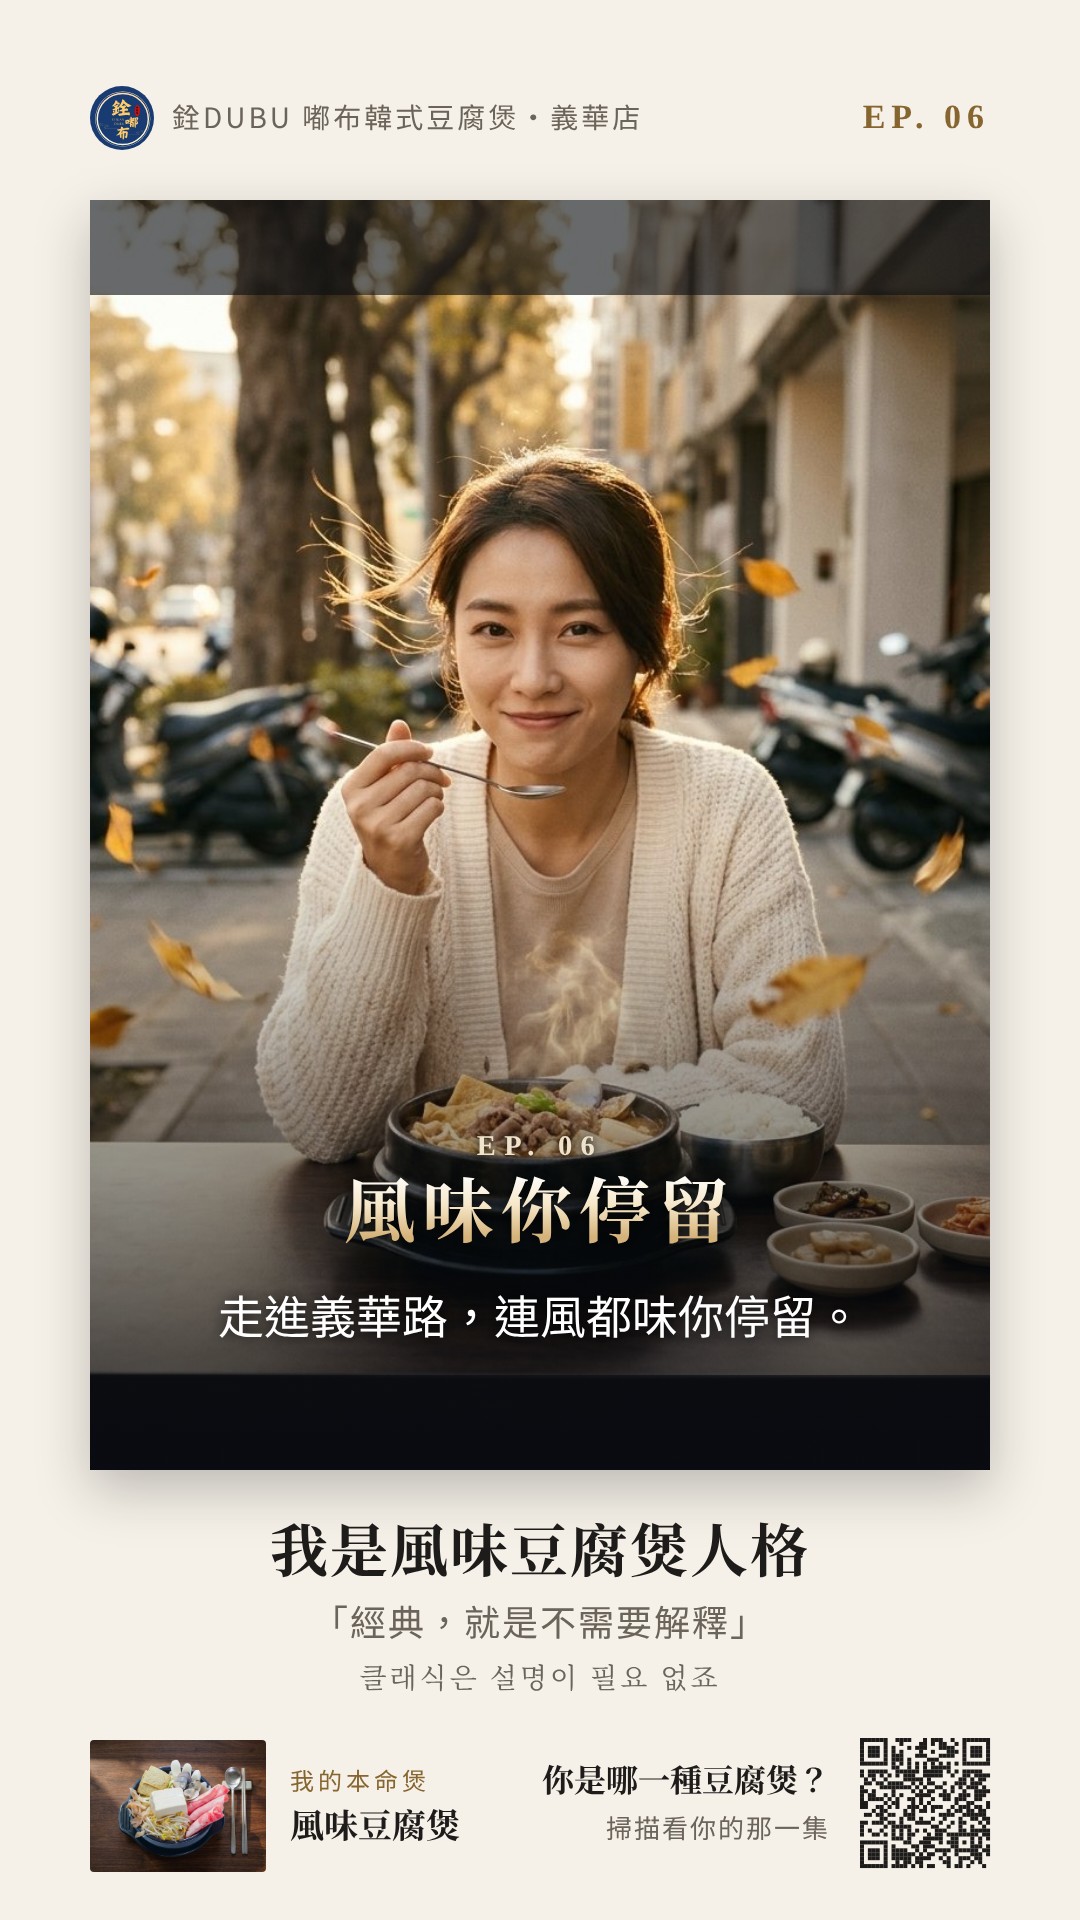 銓
嘟
布
銓DUBU 嘟布韓式豆腐煲・義華店
EP. 06
EP. 06
風味你停留
走進義華路，連風都味你停留。
我是風味豆腐煲人格
「經典，就是不需要解釋」
클래식은 설명이 필요 없죠
我的本命煲
風味豆腐煲
你是哪一種豆腐煲？
掃描看你的那一集